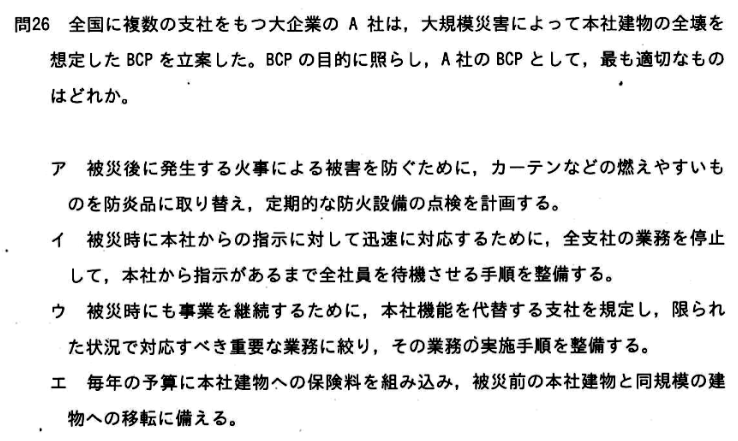 問26 全国に複数の支社をもつ大企業の A 社は，大規模災害によって本社建物の全壊を
想定した BCP を立案した。BCP の目的に照らし，A 社の BCP として，最も適切なもの
はどれか。
ア 被災後に発生する火事による被害を防ぐために，カーテンなどの燃えやすいも
のを防炎品に取り替え，定期的な防火設備の点検を計画する。
イ 被災時に本社からの指示に対して迅速に対応するために，全支社の業務を停止
して，本社から指示があるまで全社員を待機させる手順を整備する。
ウ 被災時にも事業を継続するために，本社機能を代替する支社を規定し，限られ
た状況で対応すべき重要な業務に絞り，その業務の実施手順を整備する。
エ 毎年の予算に本社建物への保険料を組み込み，被災前の本社建物と同規模の建
物への移転に備える。